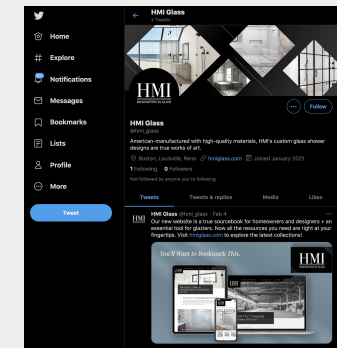 HMI Glass
2 Tweets
Home
Explore
20+
Notifications
Messages
Bookmarks
Lists
Profile
More
Tweet
HMI
INNOVATORS IN GLASS
Follow
HMI Glass
@hmi_glass
American-manufactured with high-quality materials, HMI's custom glass shower
designs are true works of art.
Boston, Louisville, Reno hmiglass.com Joined January 2021
1 Following 0 Followers
Not followed by anyone you're following
Tweets Tweets & replies Media Likes
HMI
HMI Glass @hmi_glass · Feb 4
Our new website is a true sourcebook for homeowners and designers + an
essential tool for glaziers. Now all the resources you need are right at your
fingertips. Visit hmiglass.com to explore the latest collections!
You'll Want to Bookmark This.
HMI